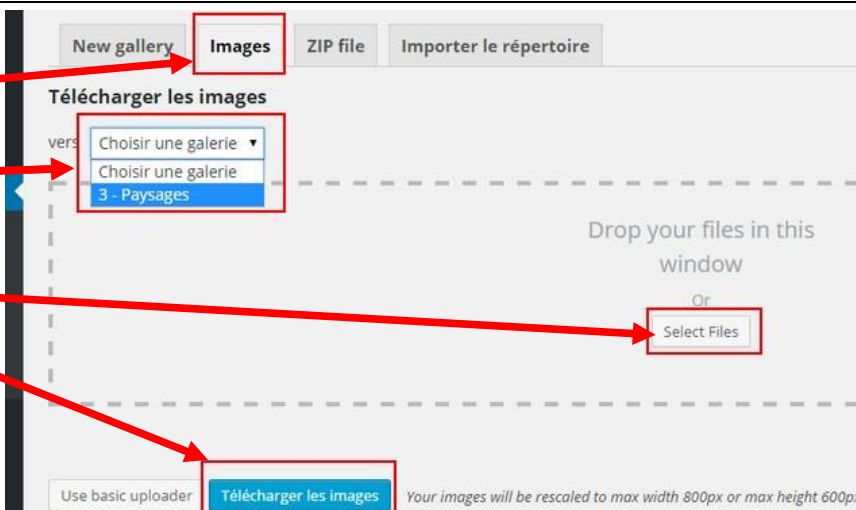 New gallery Images ZIP file Importer le répertoire
Télécharger les images
vers Choisir une galerie
Choisir une galerie
3 - Paysages
Drop your files in this
window
Or
Select Files
Use basic uploader Télécharger les images Your images will be rescaled to max width 800px or max height 600px